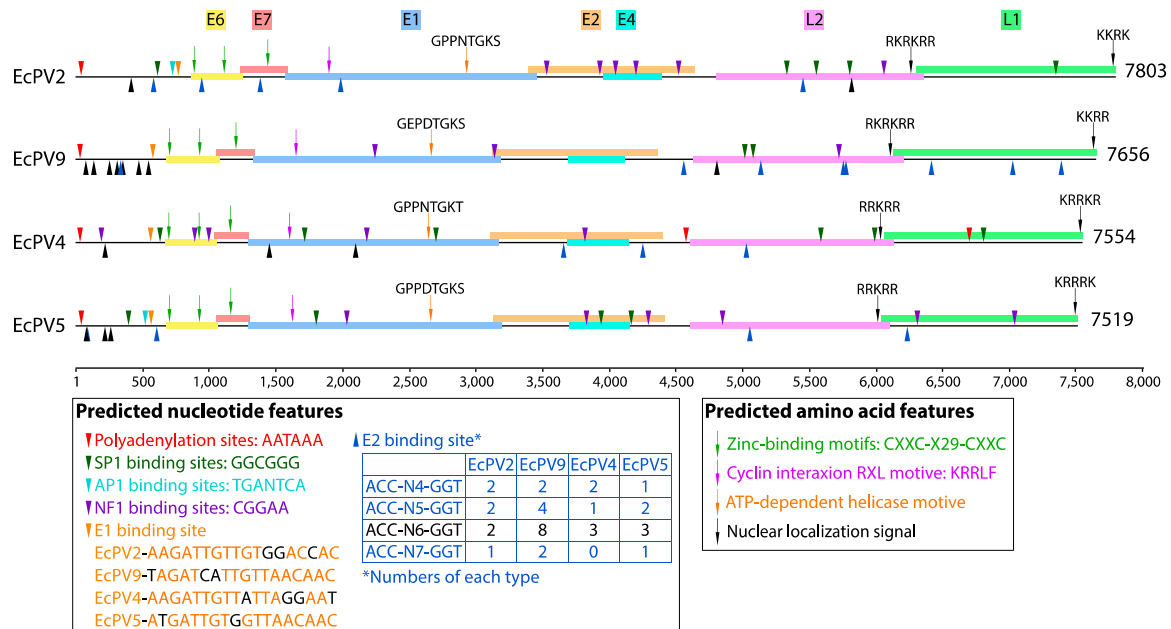 E6 E7 E1 E2 E4 L2 L1
GPPNTGKS RKRKRR KKRK
EcPV2 7803
GEPDTGKS RKRKRR KKRR
EcPV9 7656
GPPNTGKT RRKRR KRRKR
EcPV4 7554
GPPDTGKS RRKRR KRRRK
EcPV5 7519
1 500 1,000 1,500 2,000 2,500 3,000 3,500 4,000 4,500 5,000 5,500 6,000 6,500 7,000 7,500 8,000
Predicted nucleotide features
Polyadenylation sites: AATAAA
SP1 binding sites: GGCGGG
AP1 binding sites: TGANTCA
NF1 binding sites: CGGAA
E1 binding site
EcPV2-AAGATTGTTGTGGACCAC
EcPV9-TAGATCATTGTTAACAAC
EcPV4-AAGATTGTTATTAGGAAT
EcPV5-ATGATTGTGGTTAACAAC
E2 binding site*
EcPV2 EcPV9 EcPV4 EcPV5
ACC-N4-GGT 2 2 2 1
ACC-N5-GGT 2 4 1 2
ACC-N6-GGT 2 8 3 3
ACC-N7-GGT 1 2 0 1
*Numbers of each type
Predicted amino acid features
Zinc-binding motifs: CXXC-X29-CXXC
Cyclin interaxion RXL motive: KRRLF
ATP-dependent helicase motive
Nuclear localization signal